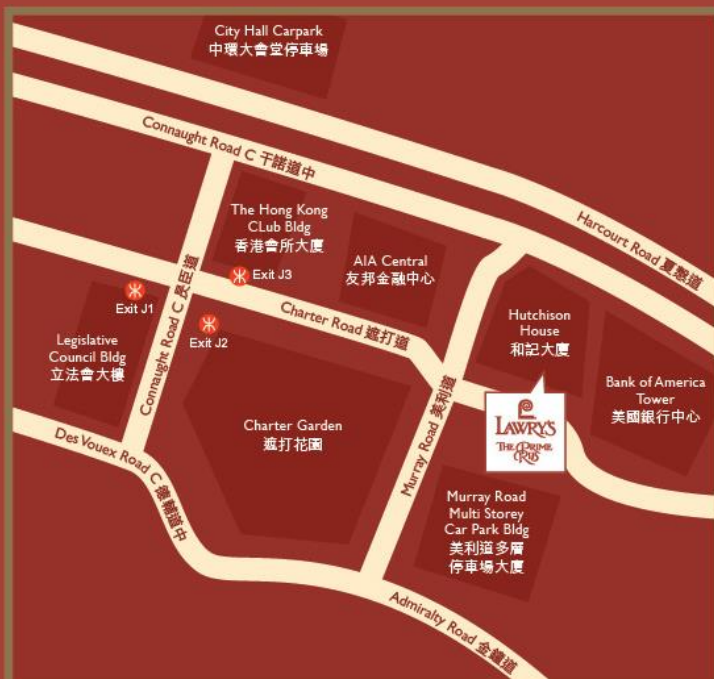 City Hall Carpark
中環大會堂停車場
Connaught Road C 干諾道中
Harcourt Road 夏慤道
The Hong Kong
CLub Bldg
香港會所大廈
AIA Central
友邦金融中心
Exit J3
Exit J1
Exit J2
Connaught Road C 昃臣道
Charter Road 遮打道
Hutchison
House
和記大廈
Legislative
Council Bldg
立法會大樓
Bank of America
Tower
美國銀行中心
Murray Road 美利道
LAWRY'S
THE PRIME
RIB
Charter Garden
遮打花園
Des Vouex Road C 德輔道中
Murray Road
Multi Storey
Car Park Bldg
美利道多層
停車場大廈
Admiralty Road 金鐘道